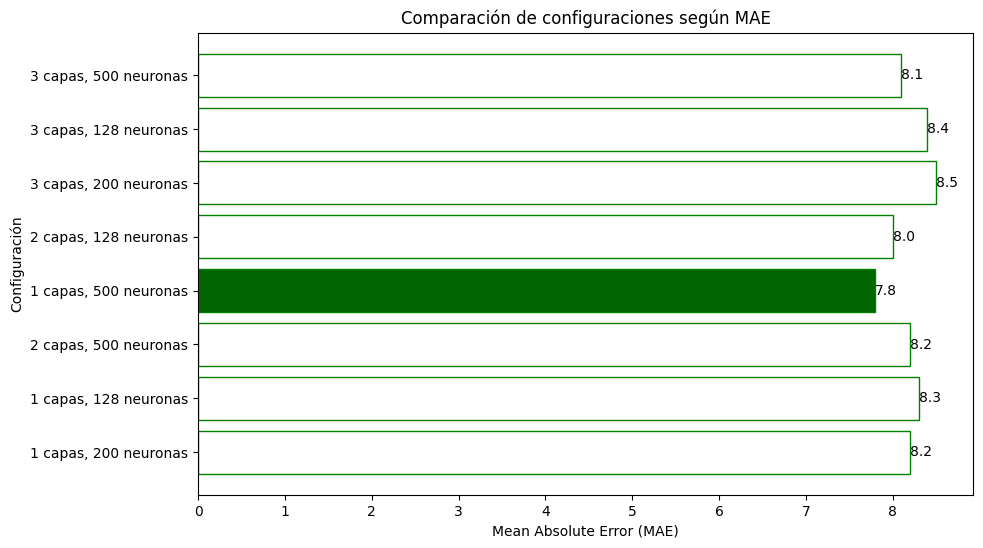 Comparación de configuraciones según MAE
Configuración
3 capas, 500 neuronas 8.1
3 capas, 128 neuronas 8.4
3 capas, 200 neuronas 8.5
2 capas, 128 neuronas 8.0
1 capas, 500 neuronas 7.8
2 capas, 500 neuronas 8.2
1 capas, 128 neuronas 8.3
1 capas, 200 neuronas 8.2
0 1 2 3 4 5 6 7 8
Mean Absolute Error (MAE)